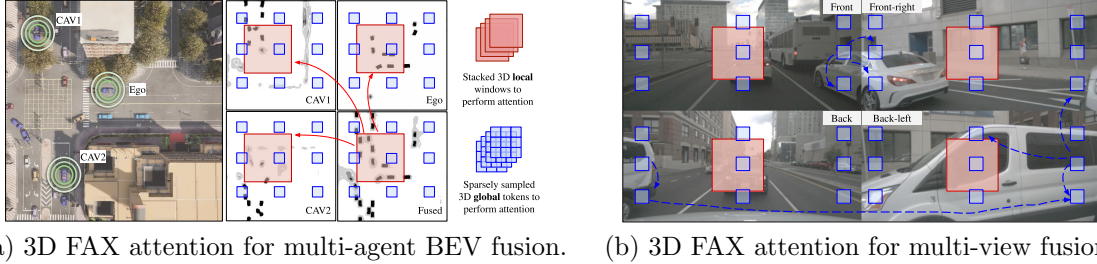 CAV1
Ego
CAV2
CAV1
Ego
CAV2
Fused
Stacked 3D local
windows to
perform attention
Sparsely sampled
3D global tokens to
perform attention
) 3D FAX attention for multi-agent BEV fusion.
Front
Front-right
Back
Back-left
(b) 3D FAX attention for multi-view fusion